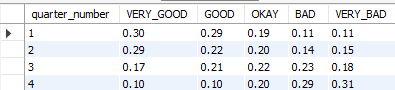 quarter_number VERY_GOOD GOOD OKAY BAD VERY_BAD
1 0.30 0.29 0.19 0.11 0.11
2 0.29 0.22 0.20 0.14 0.15
3 0.17 0.21 0.22 0.23 0.18
4 0.10 0.10 0.20 0.29 0.31